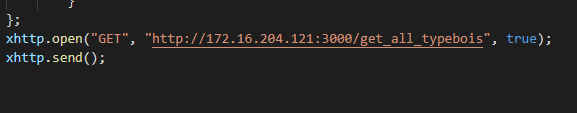 }
};
xhttp.open("GET", "http://172.16.204.121:3000/get_all_typebois", true);
xhttp.send();